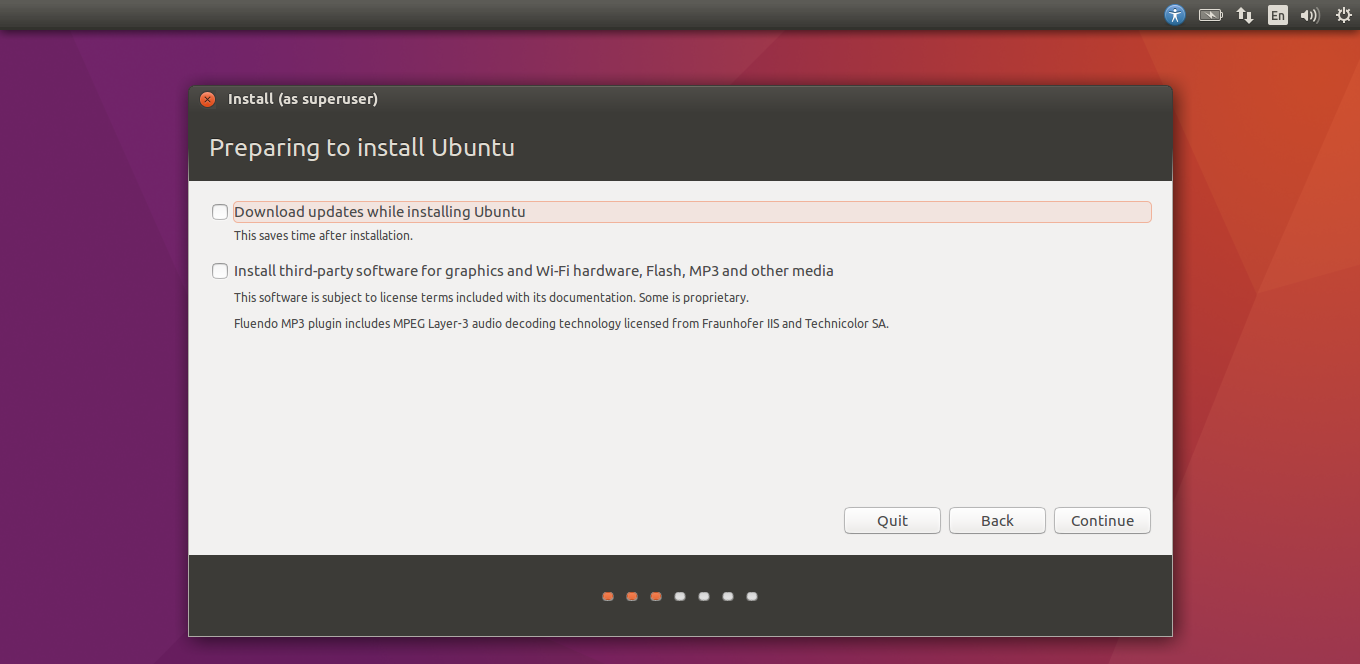 En
Install (as superuser)
Preparing to install Ubuntu
Download updates while installing Ubuntu
This saves time after installation.
Install third-party software for graphics and Wi-Fi hardware, Flash, MP3 and other media
This software is subject to license terms included with its documentation. Some is proprietary.
Fluendo MP3 plugin includes MPEG Layer-3 audio decoding technology licensed from Fraunhofer IIS and Technicolor SA.
Quit
Back
Continue